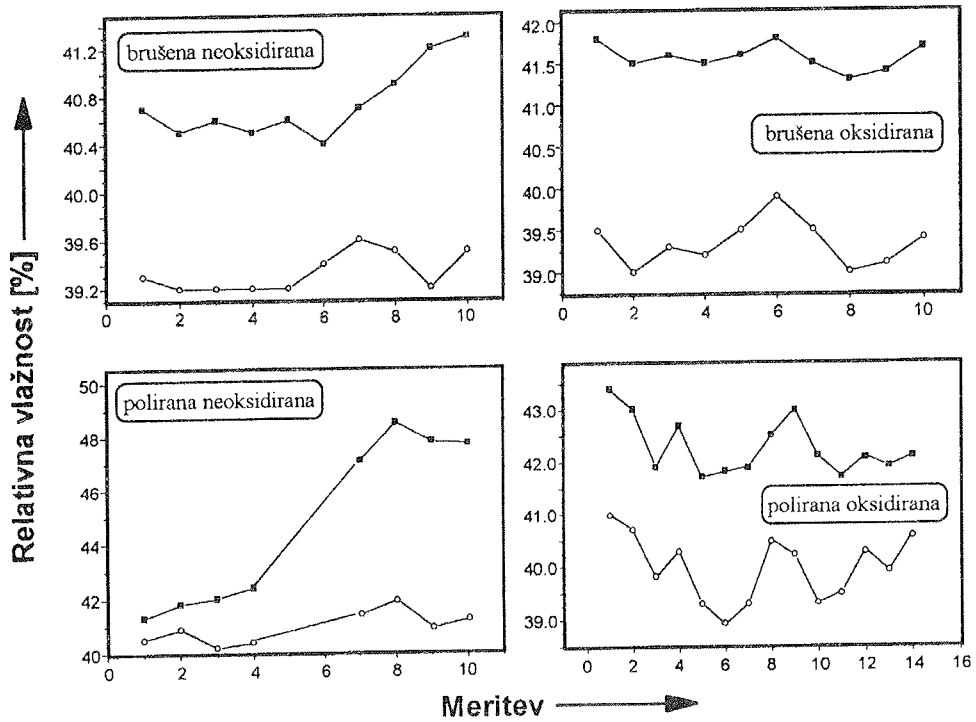 Relativna vlažnost [%]
brušena neoksidirana
41.2
40.8
40.4
40.0
39.6
39.2
0 2 4 6 8 10
brušena oksidirana
42.0
41.5
41.0
40.5
40.0
39.5
39.0
0 2 4 6 8 10
polirana neoksidirana
50
48
46
44
42
40
0 2 4 6 8 10
polirana oksidirana
43.0
42.0
41.0
40.0
39.0
0 2 4 6 8 10 12 14 16
Meritev